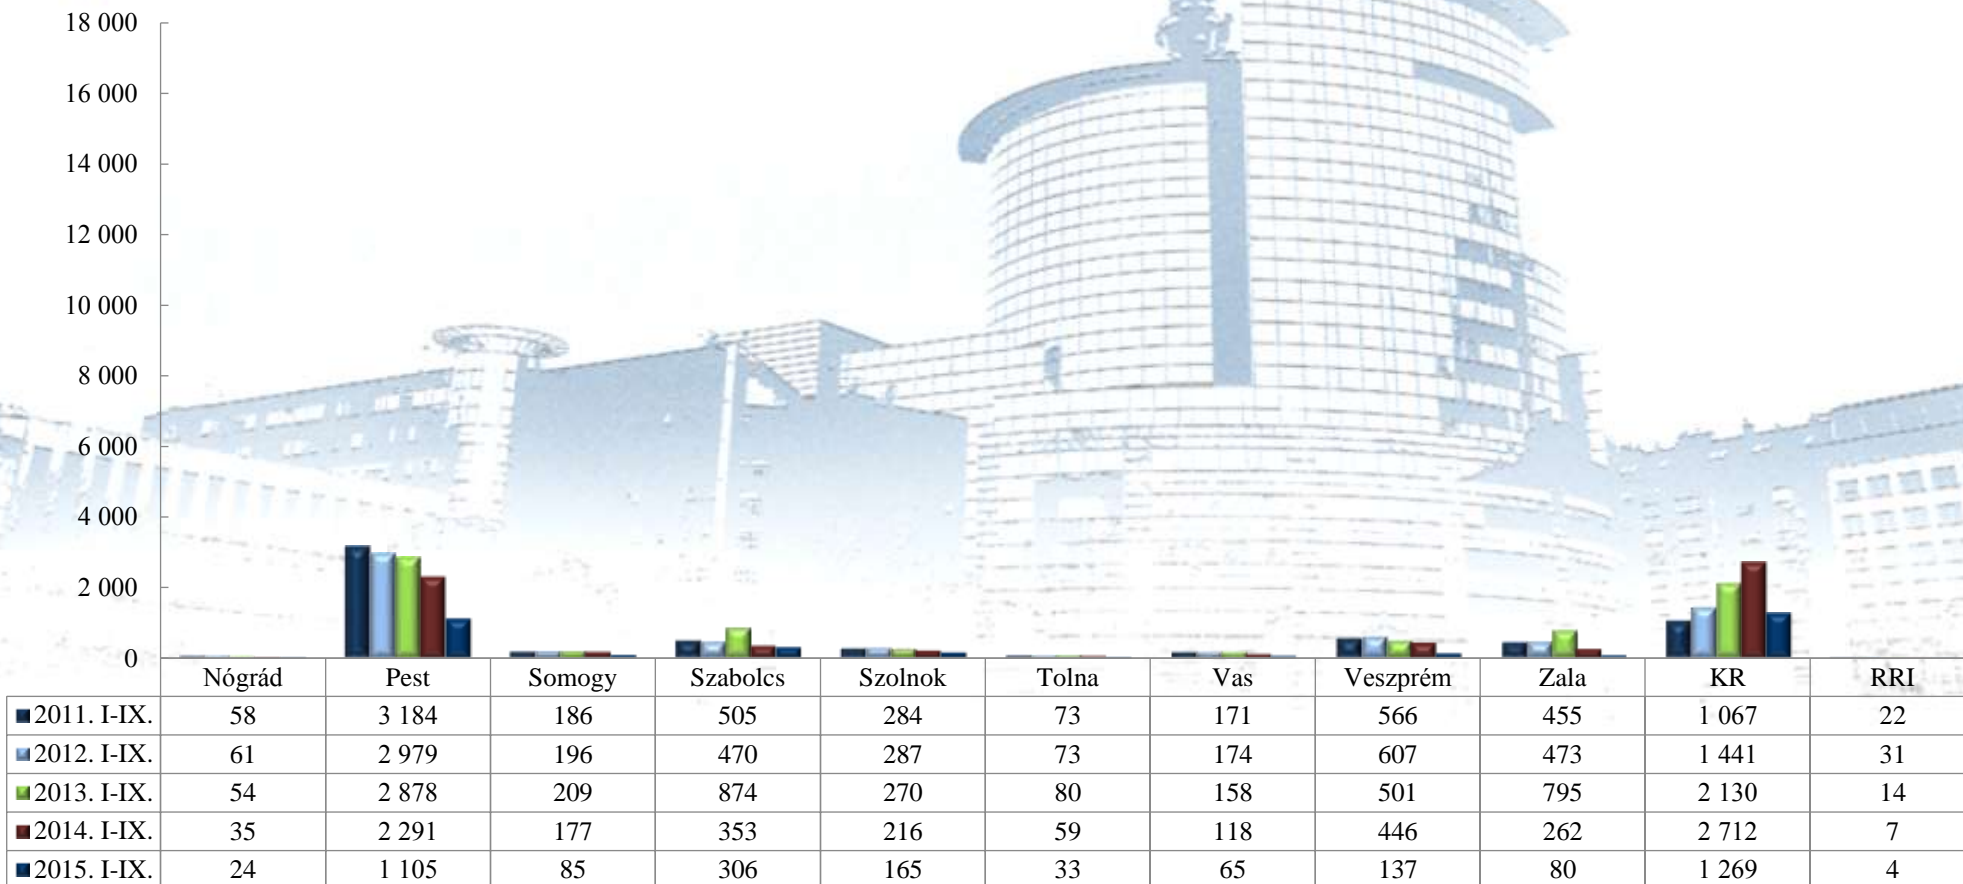 18 000
16 000
14 000
12 000
10 000
8 000
6 000
4 000
2 000
0
Nógrád Pest Somogy Szabolcs Szolnok Tolna Vas Veszprém Zala KR RRI
2011. I-IX. 58 3 184 186 505 284 73 171 566 455 1 067 22
2012. I-IX. 61 2 979 196 470 287 73 174 607 473 1 441 31
2013. I-IX. 54 2 878 209 874 270 80 158 501 795 2 130 14
2014. I-IX. 35 2 291 177 353 216 59 118 446 262 2 712 7
2015. I-IX. 24 1 105 85 306 165 33 65 137 80 1 269 4